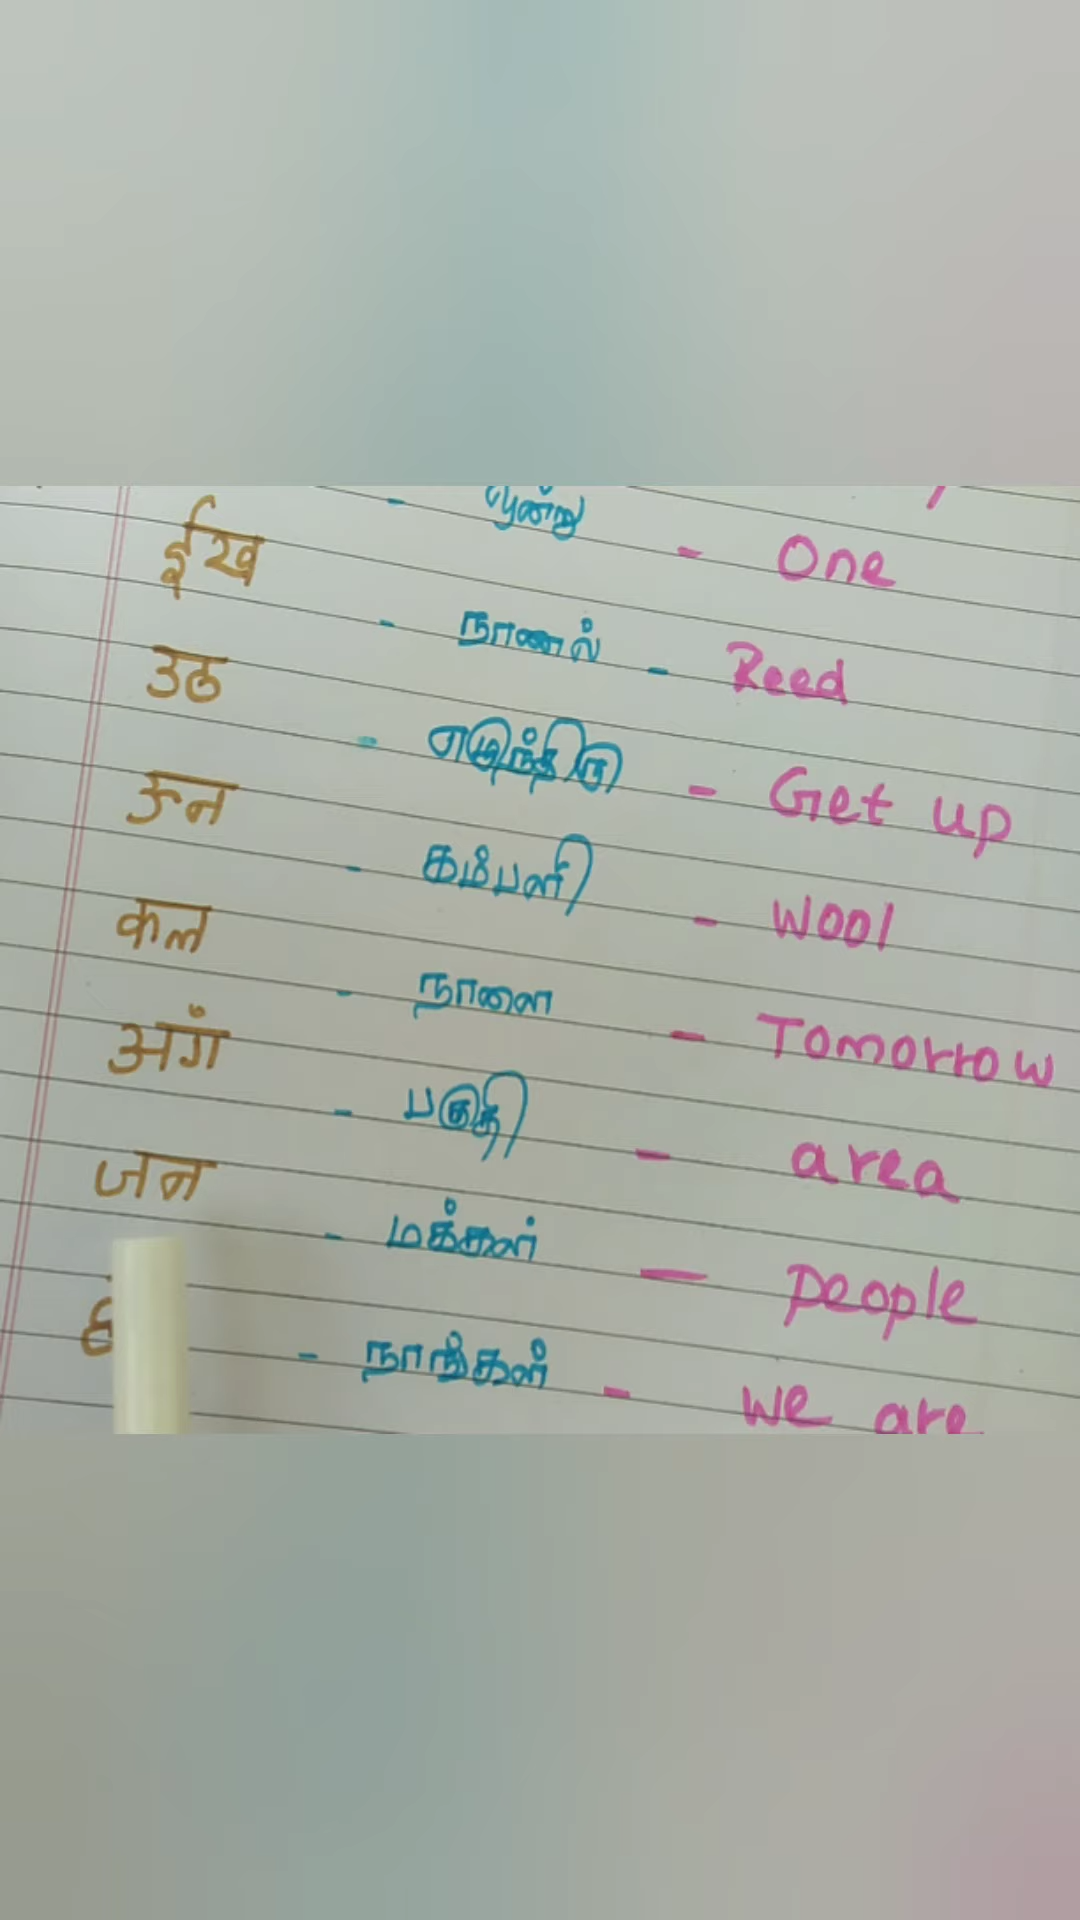 - One
ईख - நாணல் - Reed
उठ - எழுந்திரு - Get up
ऊन - கம்பளி - Wool
कल - நாளை - Tomorrow
अंग - பகுதி - area
जन - மக்கள் - people
- நாங்கள் - we are